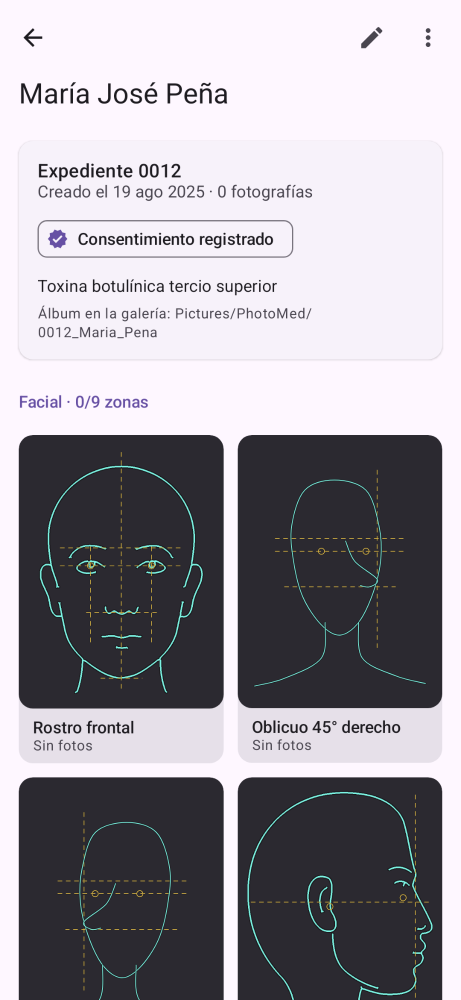 María José Peña
Expediente 0012
Creado el 19 ago 2025 · 0 fotografías
Consentimiento registrado
Toxina botulínica tercio superior
Álbum en la galería: Pictures/PhotoMed/
0012_Maria_Pena
Facial · 0/9 zonas
Rostro frontal
Sin fotos
Oblicuo 45° derecho
Sin fotos